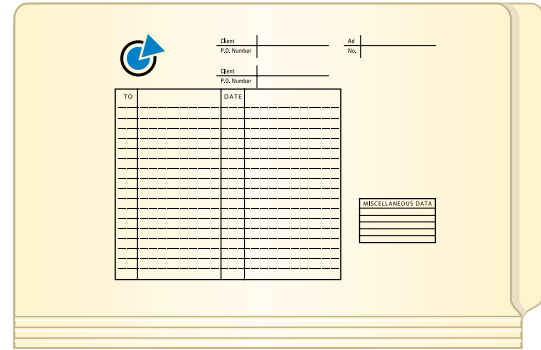 Client
P.O. Number
Ad
No.
Client
P.O. Number
TO DATE
MISCELLANEOUS DATA